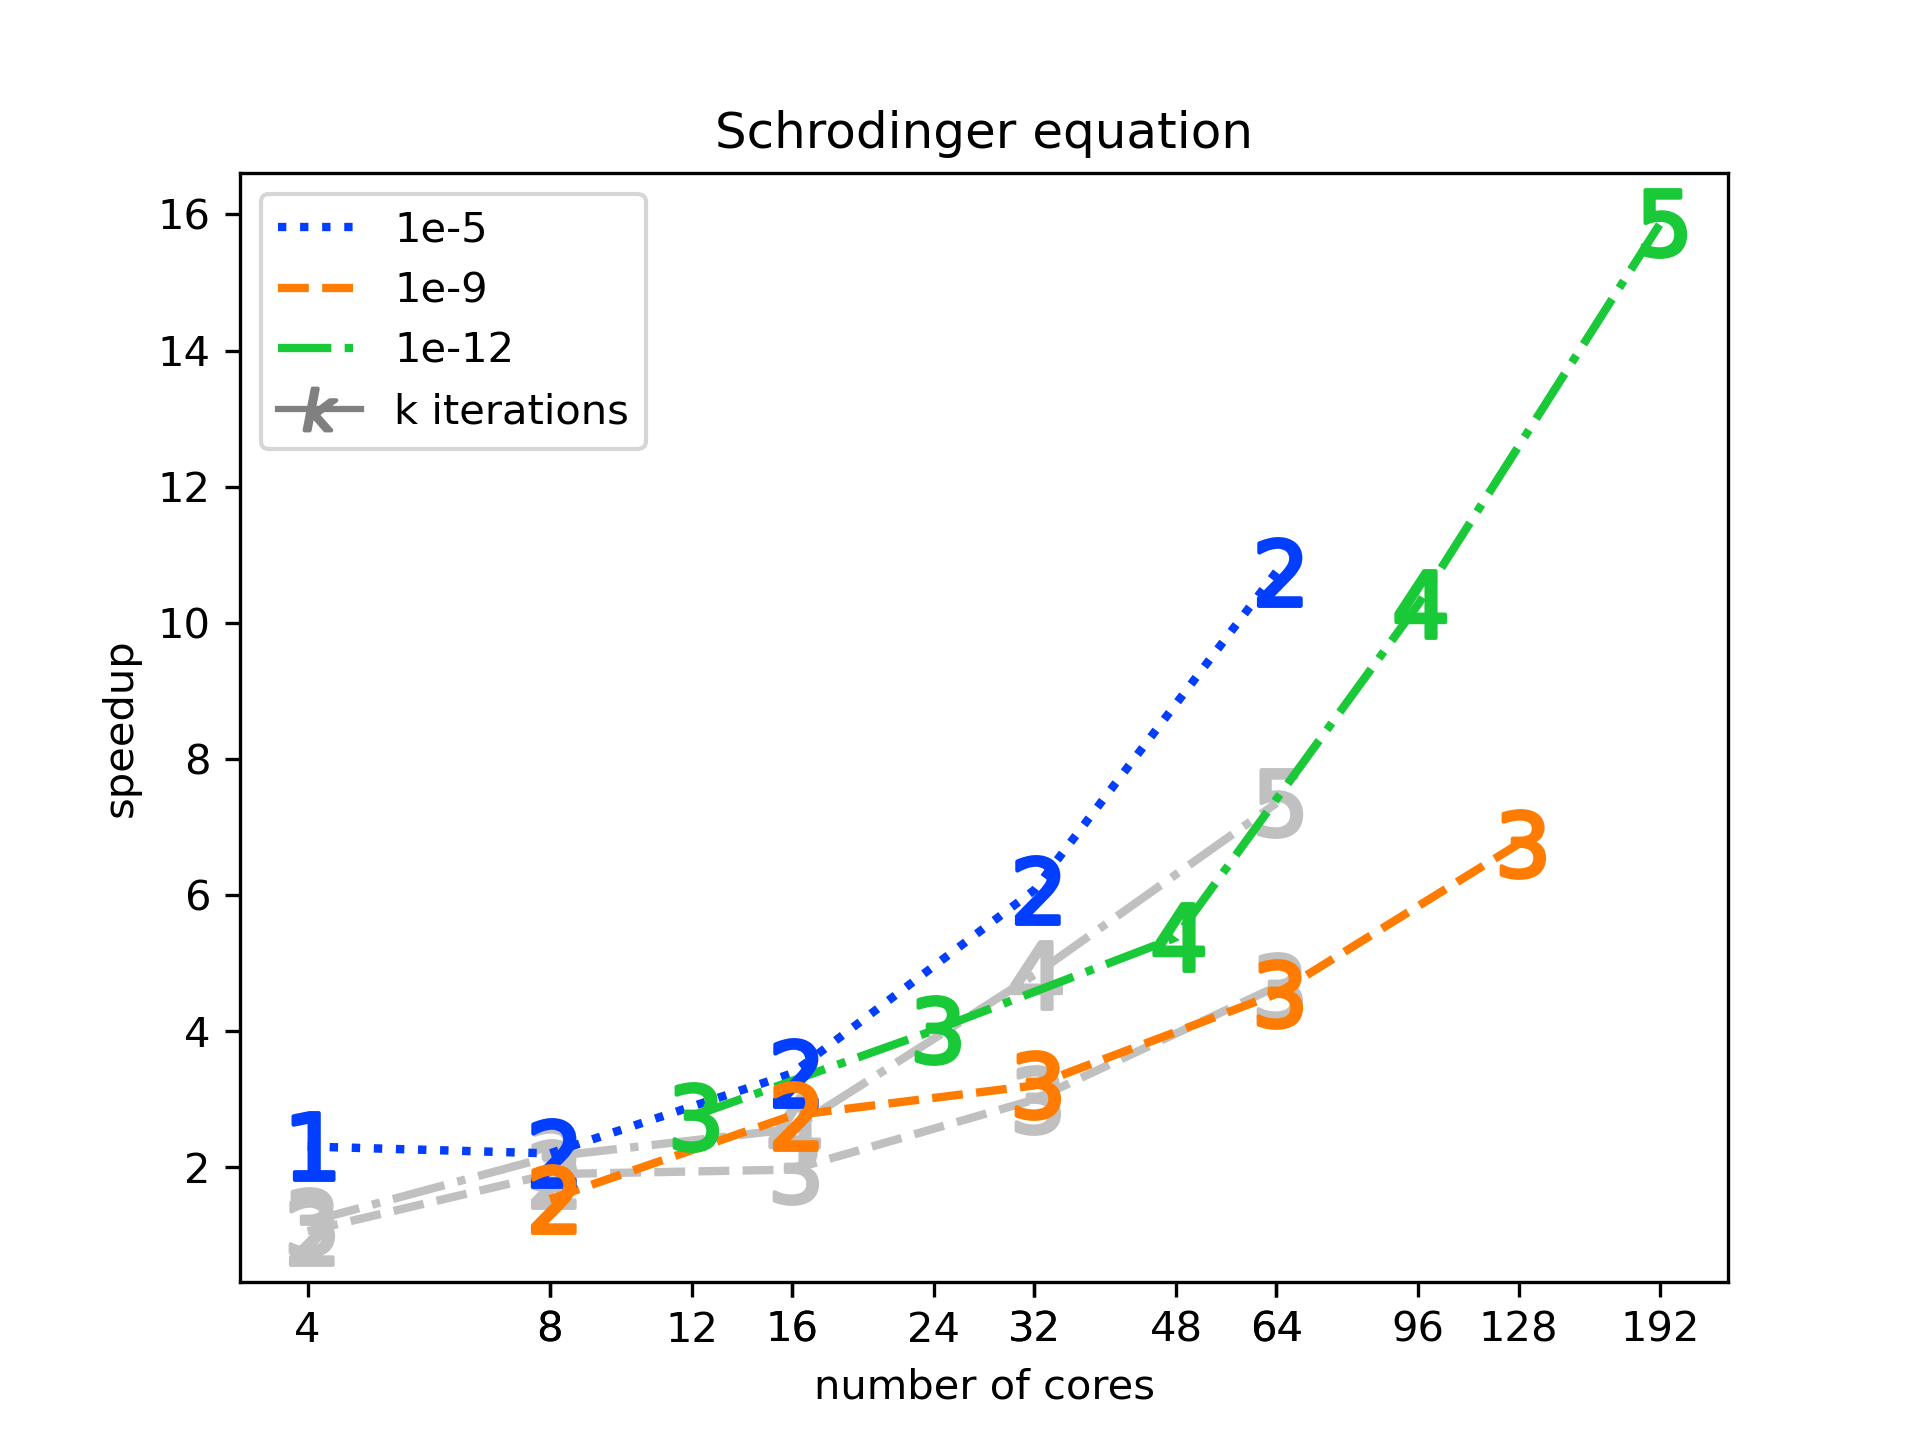 Schrodinger equation
1e-5
1e-9
1e-12
k
k iterations
16
14
12
10
8
6
4
2
speedup
1 2 2 2 2
2 2 3 3 3
3 3 4 4 5
4 5
3 3 3
4 8 12 16 24 32 48 64 96 128 192
number of cores